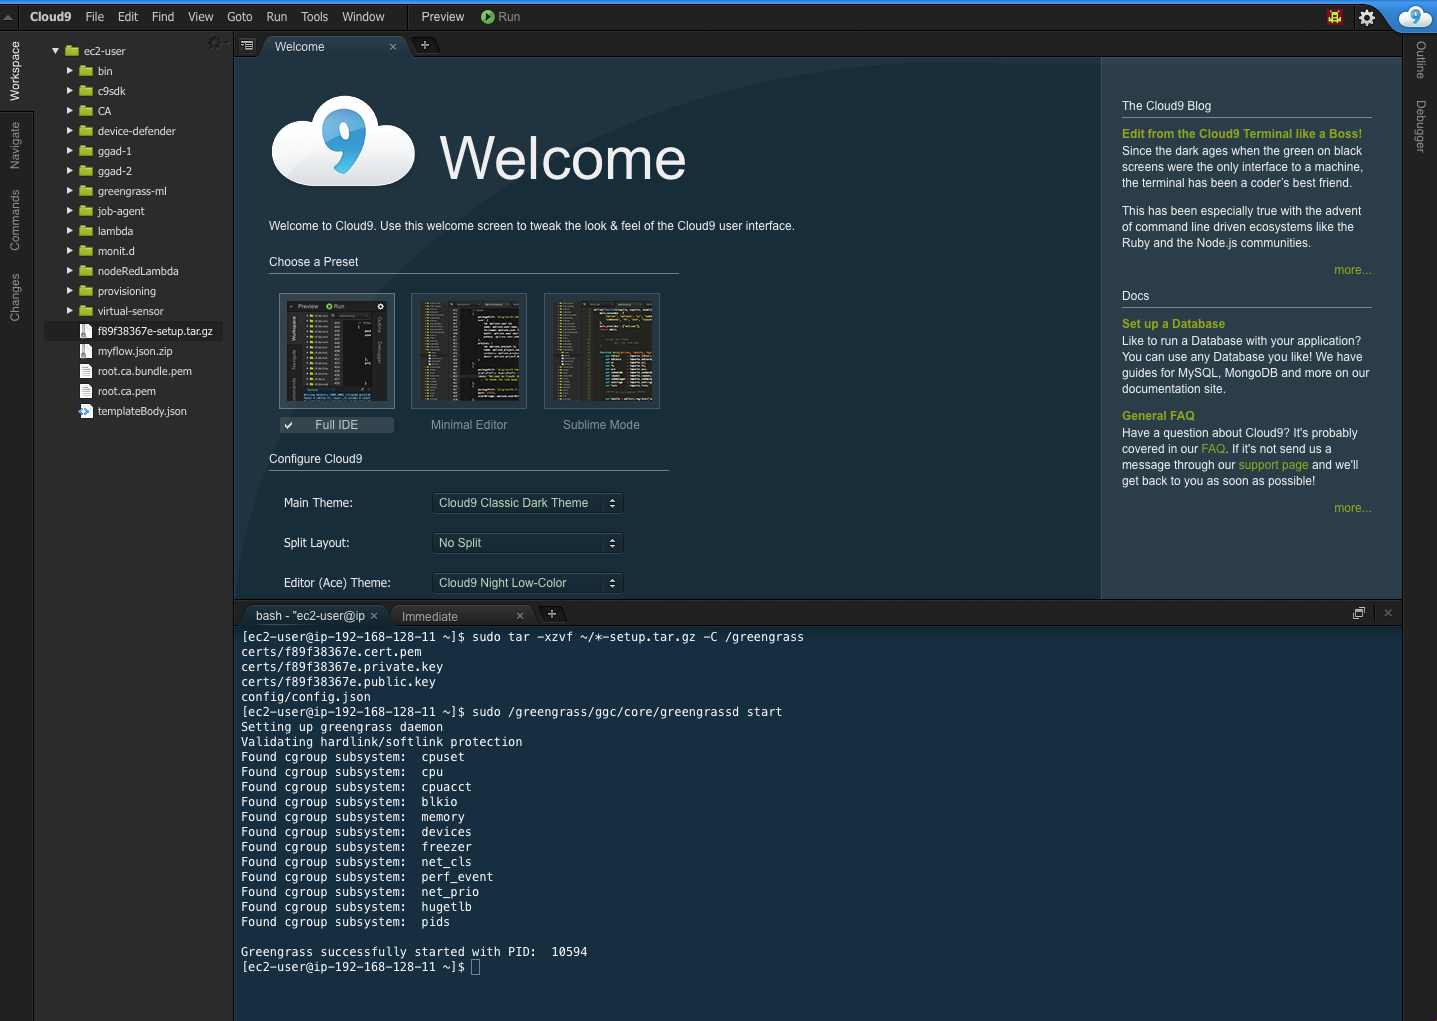 Cloud9 File Edit Find View Goto Run Tools Window Preview Run
Workspace
Navigate
Commands
Changes
ec2-user
bin
c9sdk
CA
device-defender
ggad-1
ggad-2
greengrass-ml
job-agent
lambda
monit.d
nodeRedLambda
provisioning
virtual-sensor
f89f38367e-setup.tar.gz
myflow.json.zip
root.ca.bundle.pem
root.ca.pem
templateBody.json
Welcome
9 Welcome
Welcome to Cloud9. Use this welcome screen to tweak the look & feel of the Cloud9 user interface.
Choose a Preset
Preview Run
Full IDE
Minimal Editor
Sublime Mode
Configure Cloud9
Main Theme: Cloud9 Classic Dark Theme
Split Layout: No Split
Editor (Ace) Theme: Cloud9 Night Low-Color
The Cloud9 Blog
Edit from the Cloud9 Terminal like a Boss!
Since the dark ages when the green on black
screens were the only interface to a machine,
the terminal has been a coder's best friend.
This has been especially true with the advent
of command line driven ecosystems like the
Ruby and the Node.js communities.
more...
Docs
Set up a Database
Like to run a Database with your application?
You can use any Database you like! We have
guides for MySQL, MongoDB and more on our
documentation site.
General FAQ
Have a question about Cloud9? It's probably
covered in our FAQ. If it's not send us a
message through our support page and we'll
get back to you as soon as possible!
more...
9
Outline
Debugger
bash - "ec2-user@ip
Immediate
[ec2-user@ip-192-168-128-11 ~]$ sudo tar -xzvf ~/*-setup.tar.gz -C /greengrass
certs/f89f38367e.cert.pem
certs/f89f38367e.private.key
certs/f89f38367e.public.key
config/config.json
[ec2-user@ip-192-168-128-11 ~]$ sudo /greengrass/ggc/core/greengrassd start
Setting up greengrass daemon
Validating hardlink/softlink protection
Found cgroup subsystem:  cpuset
Found cgroup subsystem:  cpu
Found cgroup subsystem:  cpuacct
Found cgroup subsystem:  blkio
Found cgroup subsystem:  memory
Found cgroup subsystem:  devices
Found cgroup subsystem:  freezer
Found cgroup subsystem:  net_cls
Found cgroup subsystem:  perf_event
Found cgroup subsystem:  net_prio
Found cgroup subsystem:  hugetlb
Found cgroup subsystem:  pids
Greengrass successfully started with PID:  10594
[ec2-user@ip-192-168-128-11 ~]$